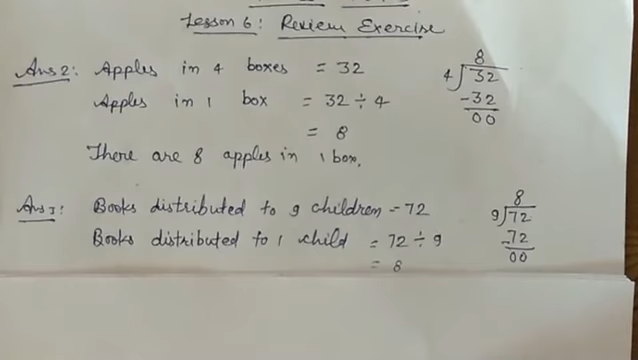 Lesson 6: Review Exercise
Ans 2: Apples in 4 boxes = 32
Apples in 1 box = 32 ÷ 4
= 8
There are 8 apples in 1 box.
8
4 32
-32
00
Ans 3: Books distributed to 9 children = 72
Books distributed to 1 child = 72 ÷ 9
= 8
8
9 72
-72
00